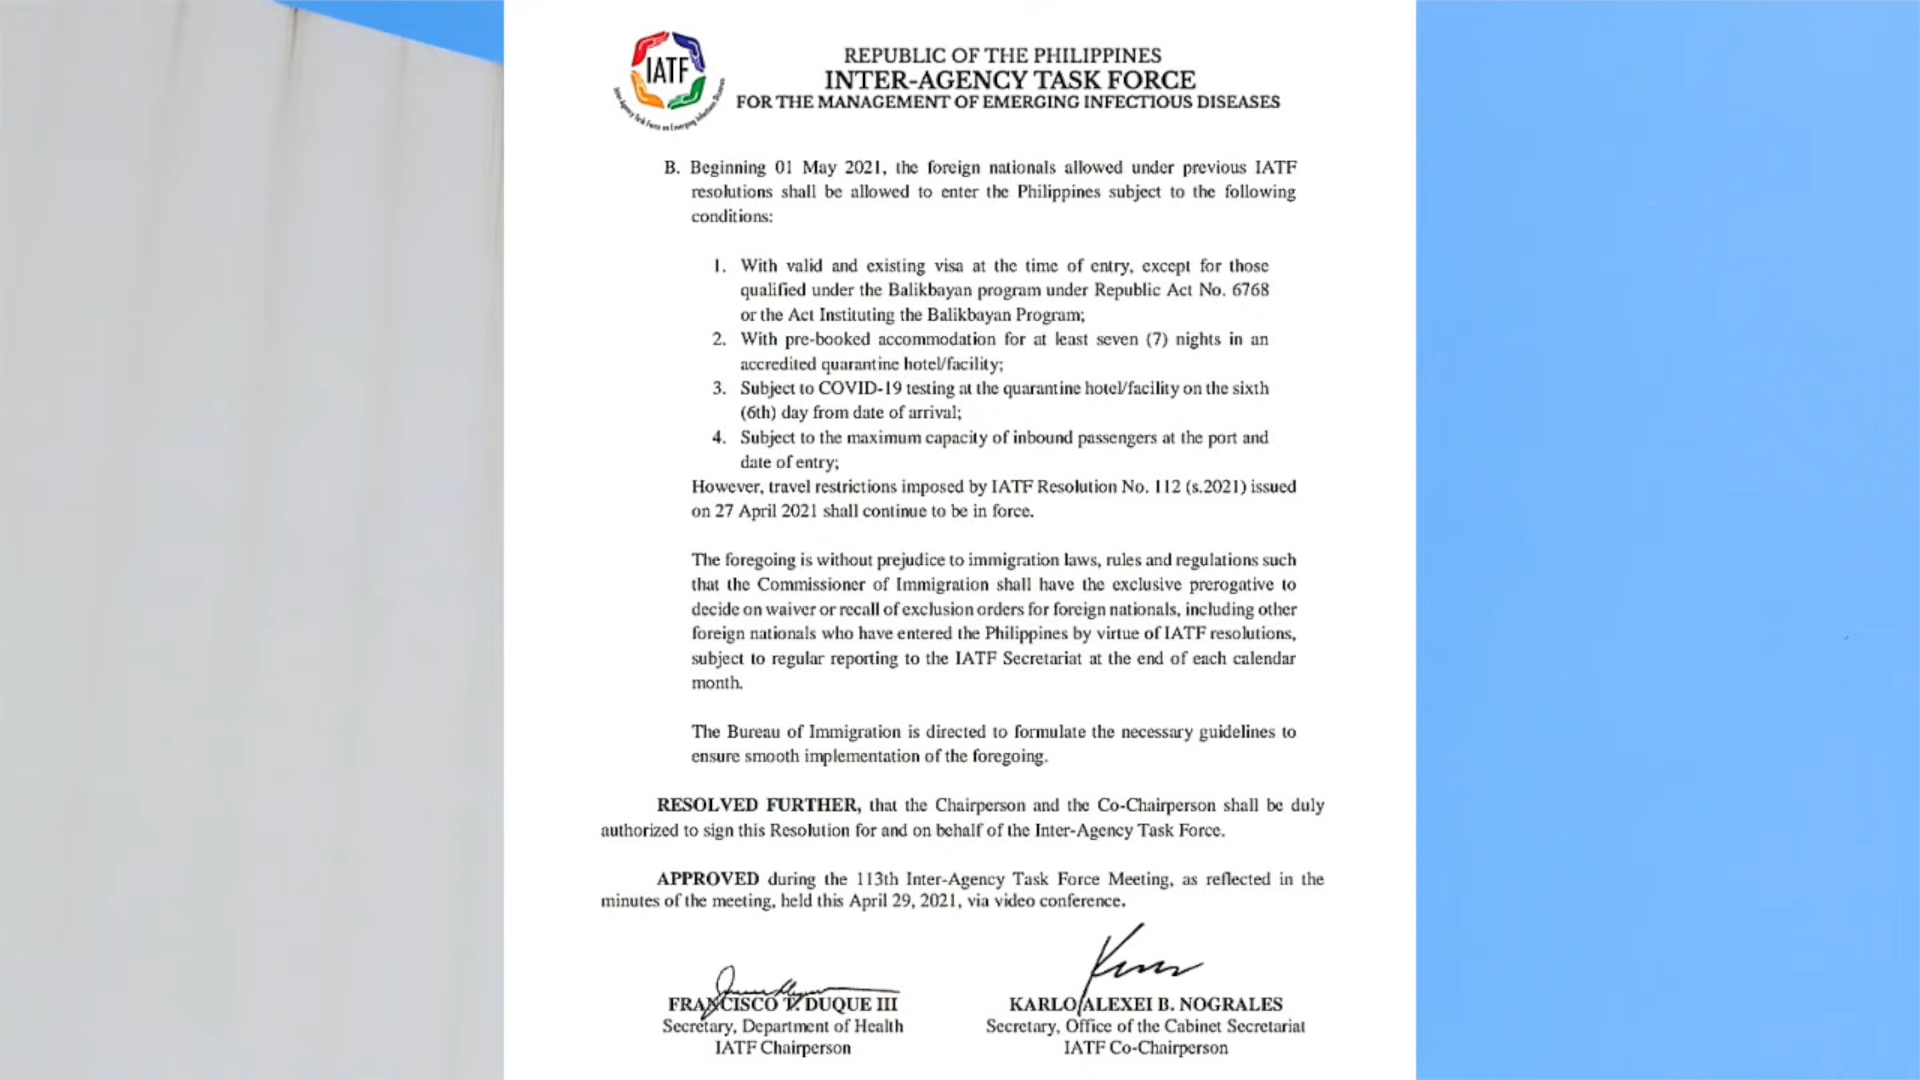 IATF
Inter-Agency Task Force on Emerging Infectious Diseases
REPUBLIC OF THE PHILIPPINES
INTER-AGENCY TASK FORCE
FOR THE MANAGEMENT OF EMERGING INFECTIOUS DISEASES
B. Beginning 01 May 2021, the foreign nationals allowed under previous IATF
resolutions shall be allowed to enter the Philippines subject to the following
conditions:
1. With valid and existing visa at the time of entry, except for those
qualified under the Balikbayan program under Republic Act No. 6768
or the Act Instituting the Balikbayan Program;
2. With pre-booked accommodation for at least seven (7) nights in an
accredited quarantine hotel/facility;
3. Subject to COVID-19 testing at the quarantine hotel/facility on the sixth
(6th) day from date of arrival;
4. Subject to the maximum capacity of inbound passengers at the port and
date of entry;
However, travel restrictions imposed by IATF Resolution No. 112 (s.2021) issued
on 27 April 2021 shall continue to be in force.
The foregoing is without prejudice to immigration laws, rules and regulations such
that the Commissioner of Immigration shall have the exclusive prerogative to
decide on waiver or recall of exclusion orders for foreign nationals, including other
foreign nationals who have entered the Philippines by virtue of IATF resolutions,
subject to regular reporting to the IATF Secretariat at the end of each calendar
month.
The Bureau of Immigration is directed to formulate the necessary guidelines to
ensure smooth implementation of the foregoing.
RESOLVED FURTHER, that the Chairperson and the Co-Chairperson shall be duly
authorized to sign this Resolution for and on behalf of the Inter-Agency Task Force.
APPROVED during the 113th Inter-Agency Task Force Meeting, as reflected in the
minutes of the meeting, held this April 29, 2021, via video conference.
FRANCISCO T. DUQUE III
Secretary, Department of Health
IATF Chairperson
KARLO ALEXEI B. NOGRALES
Secretary, Office of the Cabinet Secretariat
IATF Co-Chairperson